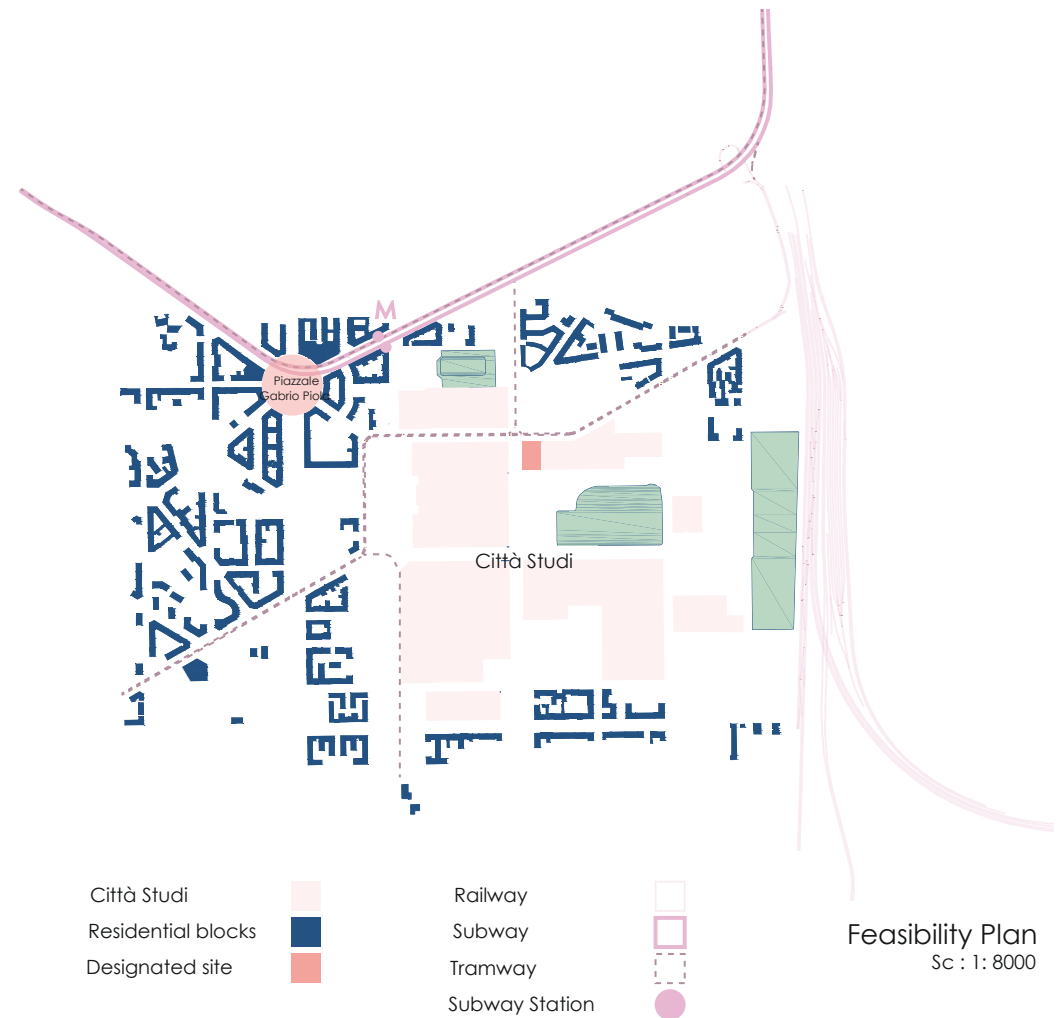 M
Piazzale
Gabrio Piola
Città Studi
Città Studi
Residential blocks
Designated site
Railway
Subway
Tramway
Subway Station
Feasibility Plan
Sc : 1: 8000